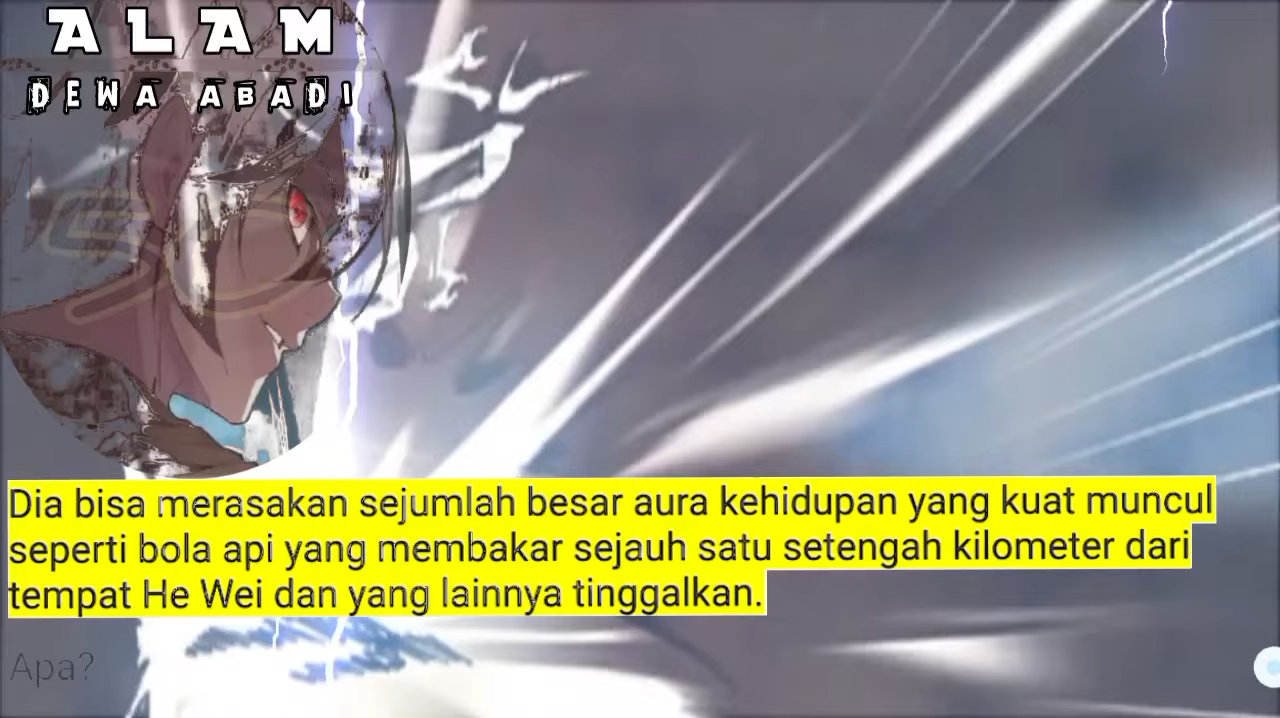 ALAM
DEWA ABADI
Dia bisa merasakan sejumlah besar aura kehidupan yang kuat muncul
seperti bola api yang membakar sejauh satu setengah kilometer dari
tempat He Wei dan yang lainnya tinggalkan.
Apa?